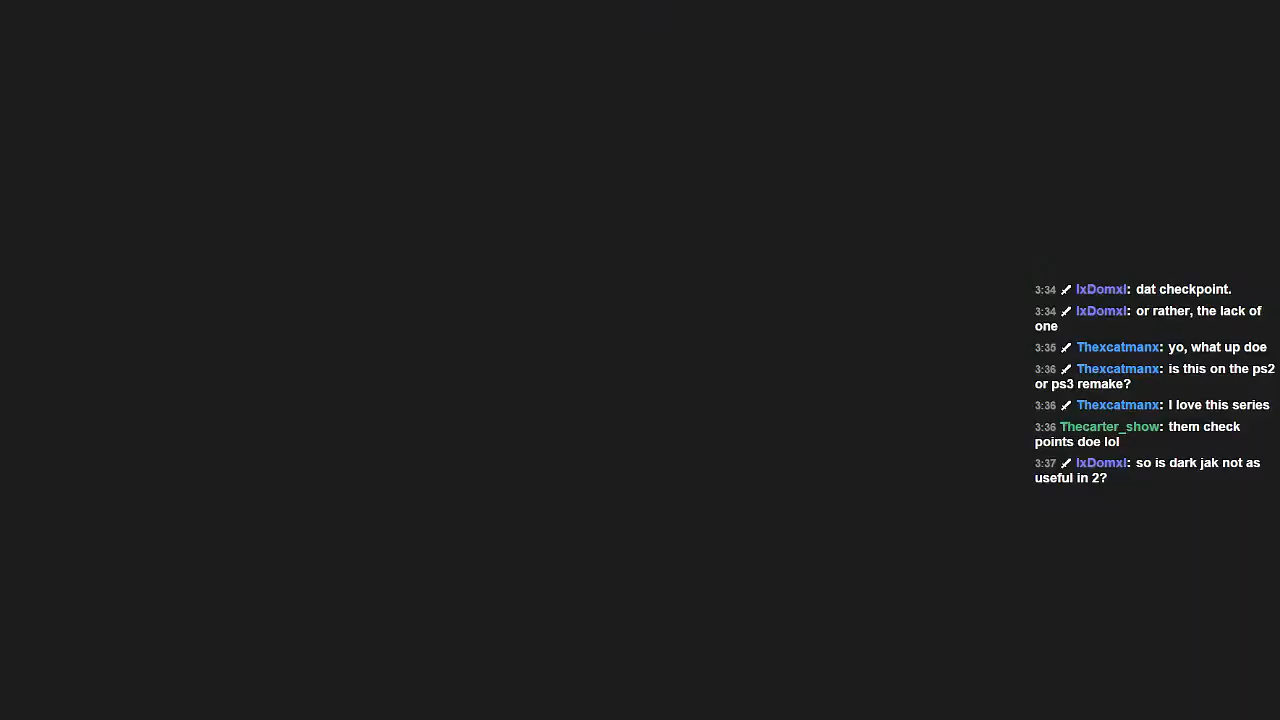 3:34 lxDomxl: dat checkpoint.
3:34 lxDomxl: or rather, the lack of
one
3:35 Thexcatmanx: yo, what up doe
3:36 Thexcatmanx: is this on the ps2
or ps3 remake?
3:36 Thexcatmanx: I love this series
3:36 Thecarter_show: them check
points doe lol
3:37 lxDomxl: so is dark jak not as
useful in 2?